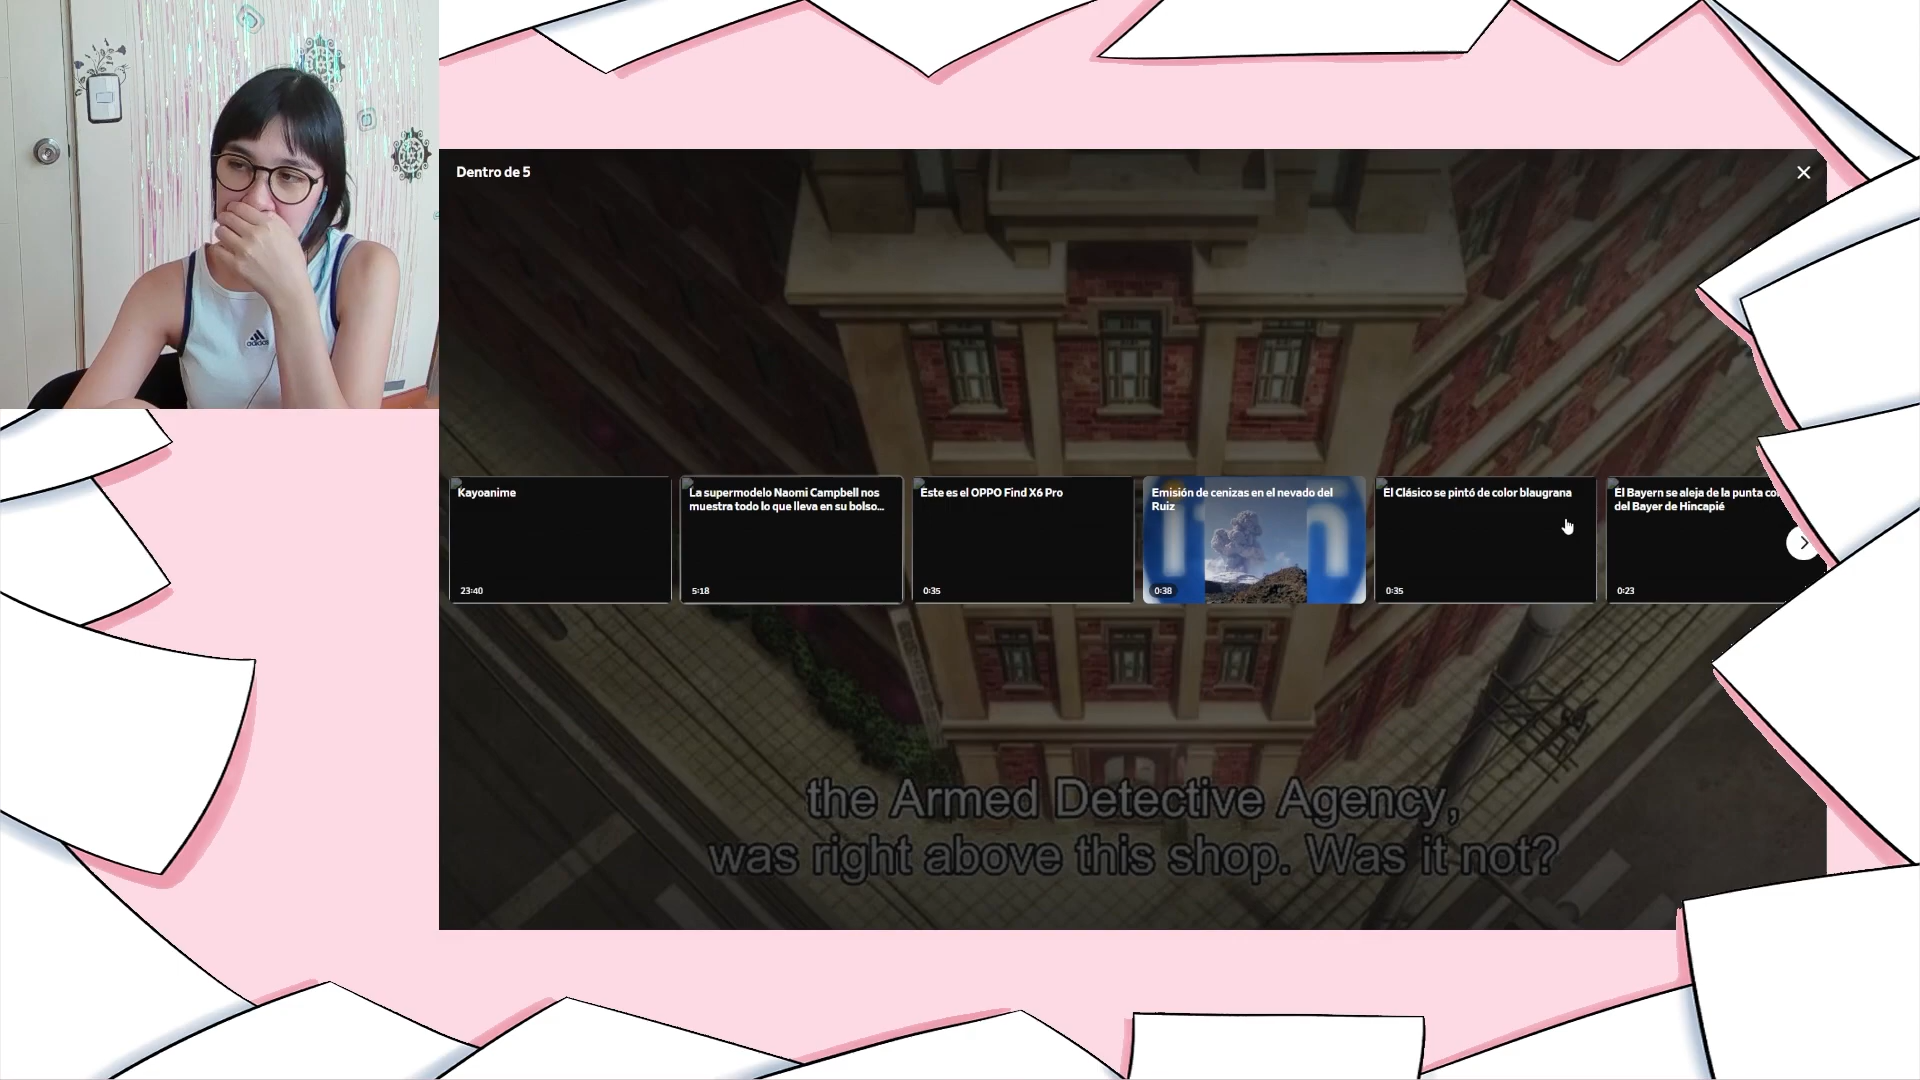 adidas
Dentro de 5
Kayoanime
23:40
La supermodelo Naomi Campbell nos
muestra todo lo que lleva en su bolso...
5:18
Este es el OPPO Find X6 Pro
0:35
Emisión de cenizas en el nevado del
Ruiz
0:38
El Clásico se pintó de color blaugrana
0:35
El Bayern se aleja de la punta
del Bayer de Hincapié
0:23
the Armed Detective Agency,
was right above this shop. Was it not?